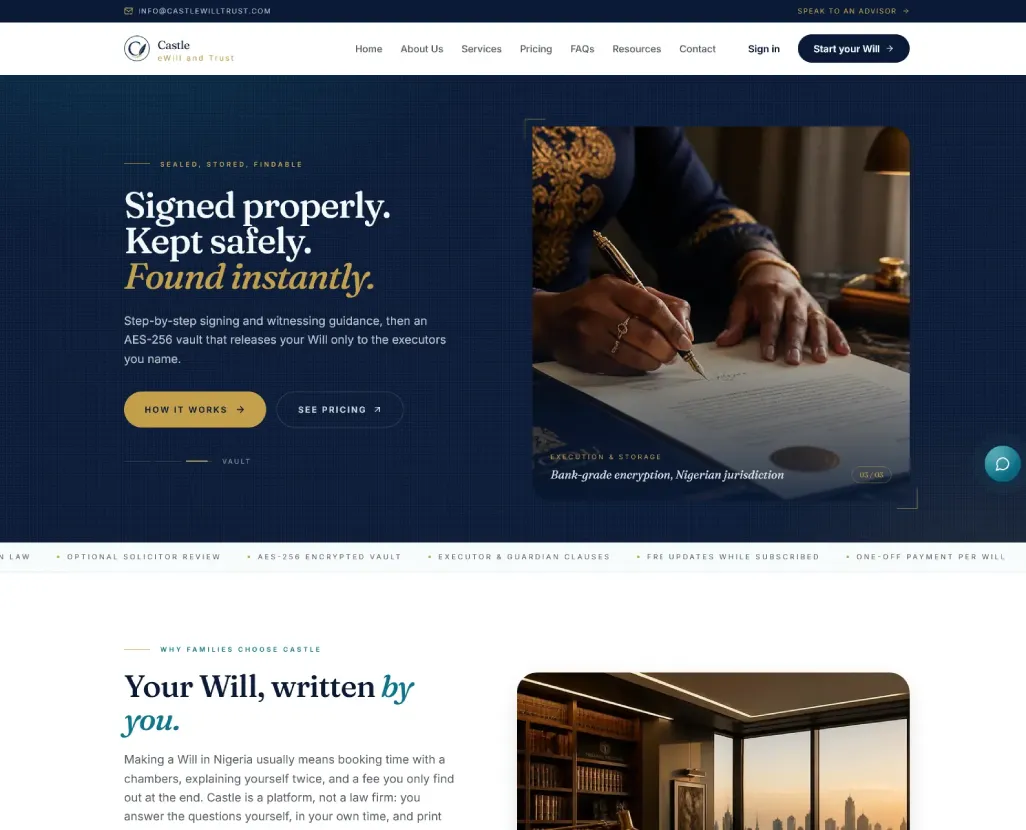 INFO@CASTLEWILLTRUST.COM
SPEAK TO AN ADVISOR →
Castle
eWill and Trust
Home
About Us
Services
Pricing
FAQs
Resources
Contact
Sign in
Start your Will →
SEALED, STORED, FINDABLE
Signed properly.
Kept safely.
Found instantly.
Step-by-step signing and witnessing guidance, then an
AES-256 vault that releases your Will only to the executors
you name.
HOW IT WORKS →
SEE PRICING ↗
VAULT
EXECUTION & STORAGE
Bank-grade encryption, Nigerian jurisdiction
03 / 03
N LAW • OPTIONAL SOLICITOR REVIEW • AES-256 ENCRYPTED VAULT • EXECUTOR & GUARDIAN CLAUSES • FRE UPDATES WHILE SUBSCRIBED • ONE-OFF PAYMENT PER WILL
WHY FAMILIES CHOOSE CASTLE
Your Will, written by
you.
Making a Will in Nigeria usually means booking time with a
chambers, explaining yourself twice, and a fee you only find
out at the end. Castle is a platform, not a law firm: you
answer the questions yourself, in your own time, and print